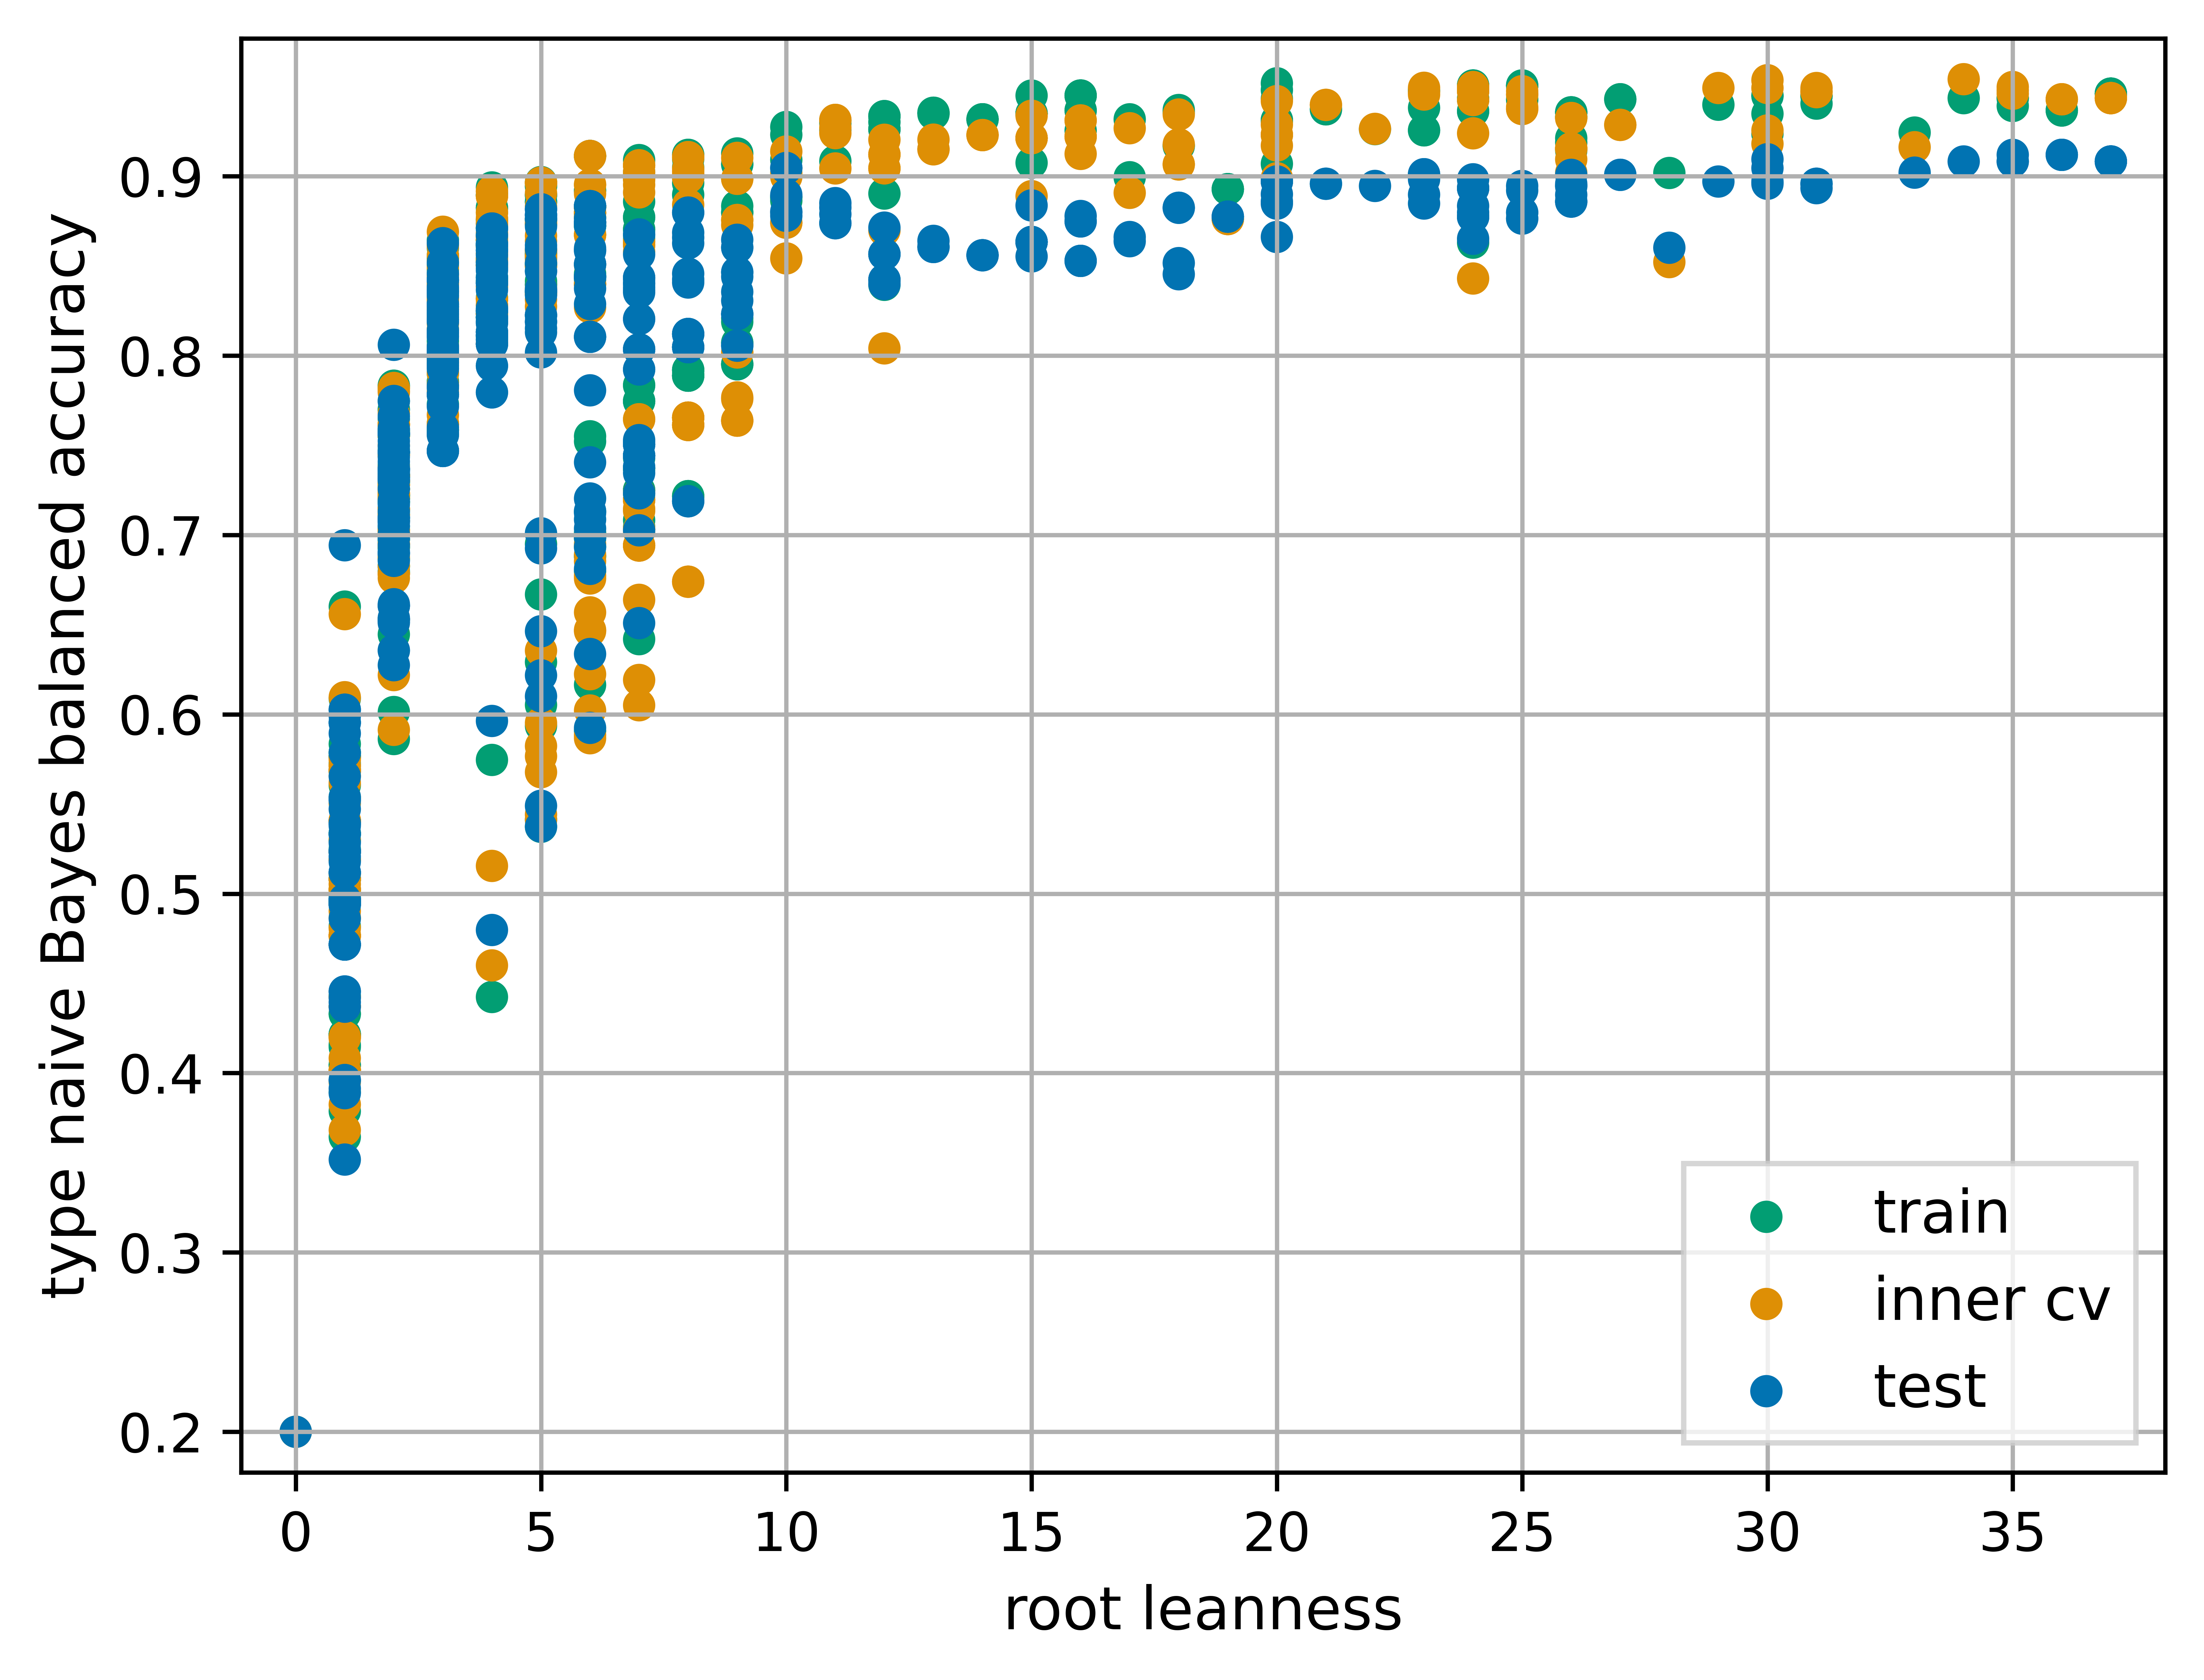 type naive Bayes balanced accuracy
0.9
0.8
0.7
0.6
0.5
0.4
0.3
0.2
train
inner cv
test
0 5 10 15 20 25 30 35
root leanness